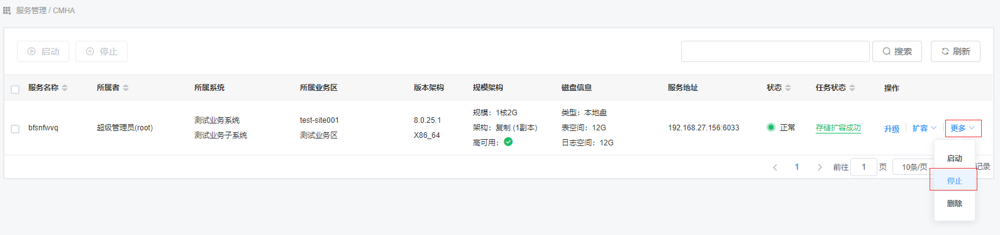 服务管理 / CMHA
启动 停止 搜索 刷新
服务名称 所属者 所属系统 所属业务区 版本架构 规模架构 磁盘信息 服务地址 状态 任务状态 操作
bfsnfwvq 超级管理员(root) 测试业务系统 test-site001 8.0.25.1 规模：1核2G 类型：本地盘 192.168.27.156:6033 正常 存储扩容成功 升级 扩容 更多
测试业务子系统 测试业务区 X86_64 架构：复制 (1副本) 表空间：12G
高可用： 日志空间：12G
1 前往 1 页 10条/页 记录
启动
停止
删除